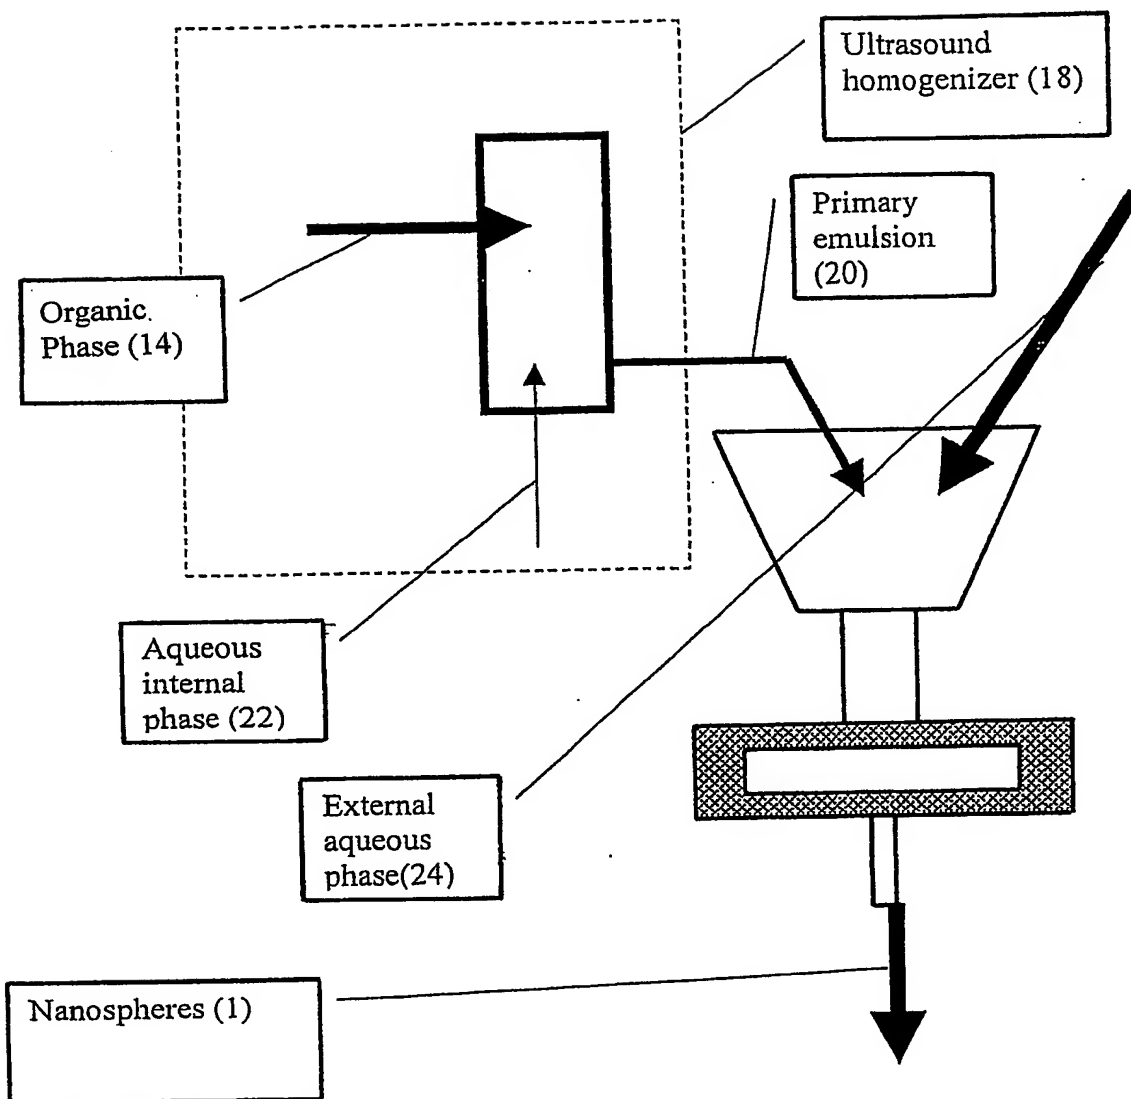 Ultrasound
homogenizer (18)
Primary
emulsion
(20)
Organic.
Phase (14)
Aqueous
internal
phase (22)
External
aqueous
phase(24)
Nanospheres (1)